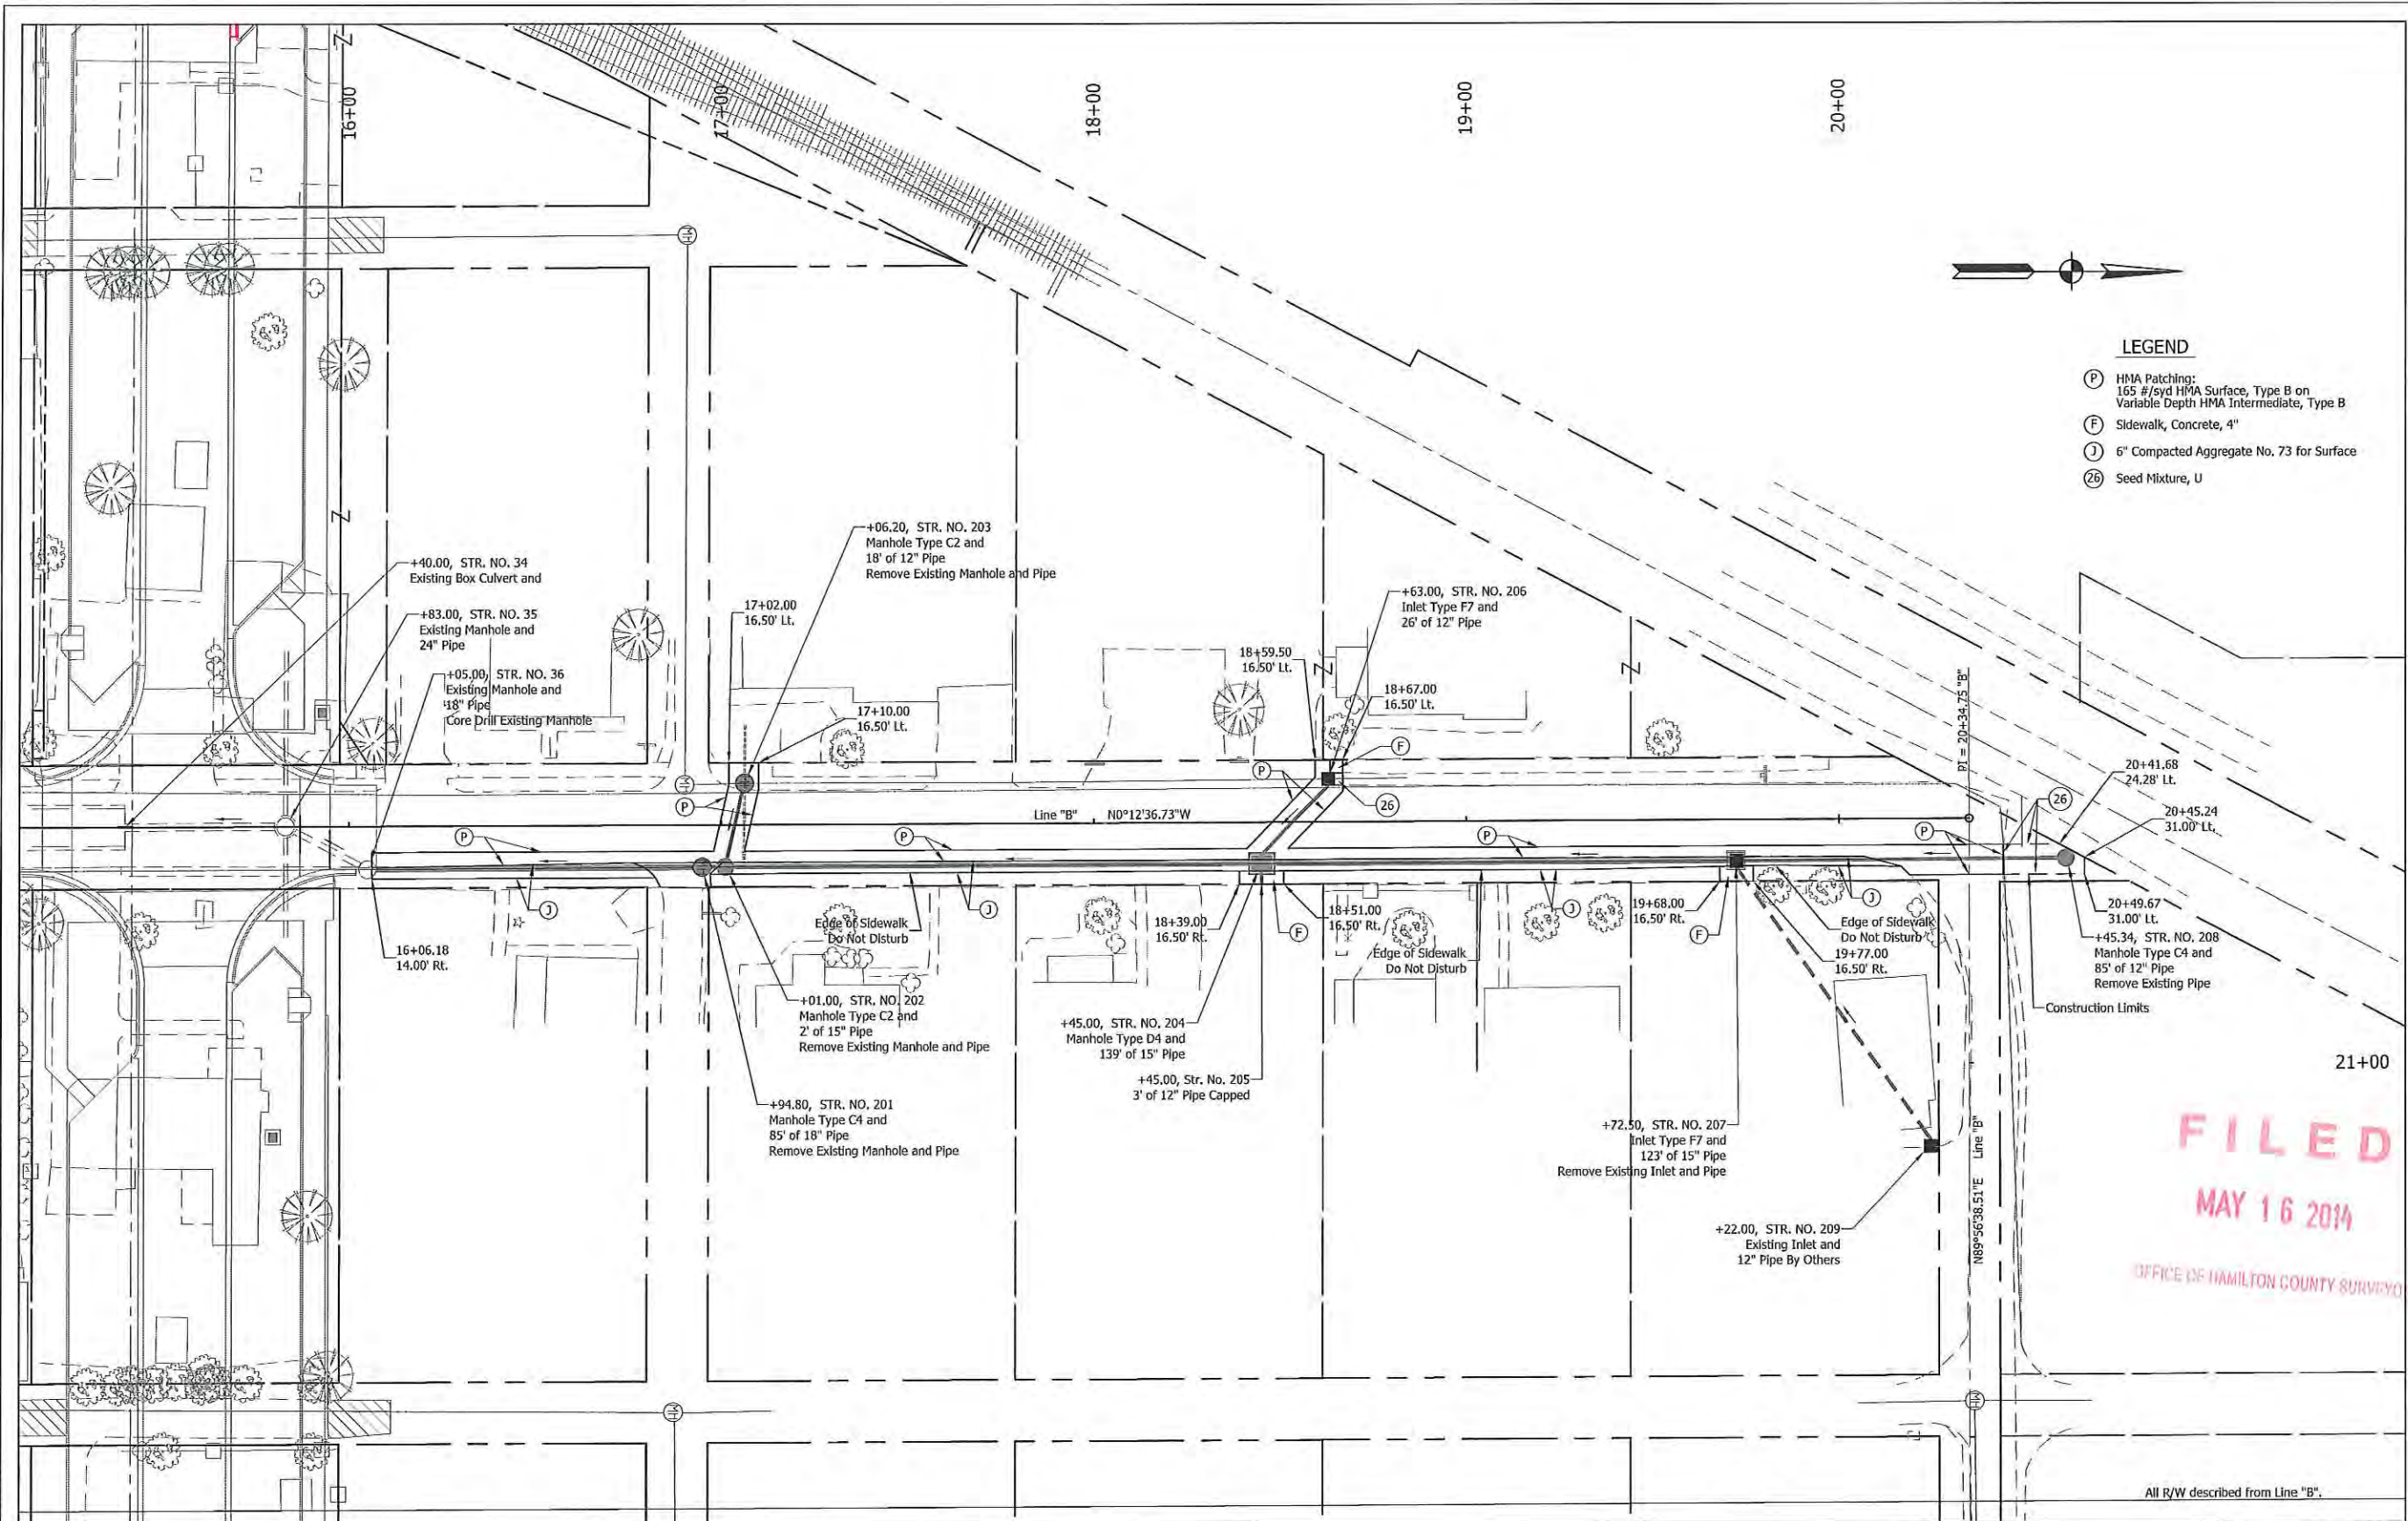 16+00
17+00
18+00
19+00
20+00
LEGEND
P HMA Patching:
165 #/syd HMA Surface, Type B on
Variable Depth HMA Intermediate, Type B
F Sidewalk, Concrete, 4"
J 6" Compacted Aggregate No. 73 for Surface
26 Seed Mixture, U
+06.20, STR. NO. 203
Manhole Type C2 and
18' of 12" Pipe
Remove Existing Manhole and Pipe
+40.00, STR. NO. 34
Existing Box Culvert and
+83.00, STR. NO. 35
Existing Manhole and
24" Pipe
+05.00, STR. NO. 36
Existing Manhole and
18" Pipe
Core Drill Existing Manhole
17+02.00
16.50' Lt.
17+10.00
16.50' Lt.
+63.00, STR. NO. 206
Inlet Type F7 and
26' of 12" Pipe
18+59.50
16.50' Lt.
18+67.00
16.50' Lt.
F
P
26
PI = 20+34.75 "B"
20+41.68
24.28' Lt.
20+45.24
31.00' Lt.
26
MH
MH
P
Line "B" N0°12'36.73"W
P
P
P
P
J
J
J
J
16+06.18
14.00' Rt.
Edge of Sidewalk
Do Not Disturb
18+39.00
16.50' Rt.
18+51.00
16.50' Rt.
F
Edge of Sidewalk
Do Not Disturb
19+68.00
16.50' Rt.
F
Edge of Sidewalk
Do Not Disturb
19+77.00
16.50' Rt.
20+49.67
31.00' Lt.
+45.34, STR. NO. 208
Manhole Type C4 and
85' of 12" Pipe
Remove Existing Pipe
Construction Limits
+01.00, STR. NO. 202
Manhole Type C2 and
2' of 15" Pipe
Remove Existing Manhole and Pipe
+45.00, STR. NO. 204
Manhole Type D4 and
139' of 15" Pipe
+45.00, Str. No. 205
3' of 12" Pipe Capped
+94.80, STR. NO. 201
Manhole Type C4 and
85' of 18" Pipe
Remove Existing Manhole and Pipe
+72.50, STR. NO. 207
Inlet Type F7 and
123' of 15" Pipe
Remove Existing Inlet and Pipe
21+00
+22.00, STR. NO. 209
Existing Inlet and
12" Pipe By Others
N89°56'38.51"E Line "B"
FILED
MAY 16 2014
OFFICE OF HAMILTON COUNTY SURVEYO
MH
MH
All R/W described from Line "B".